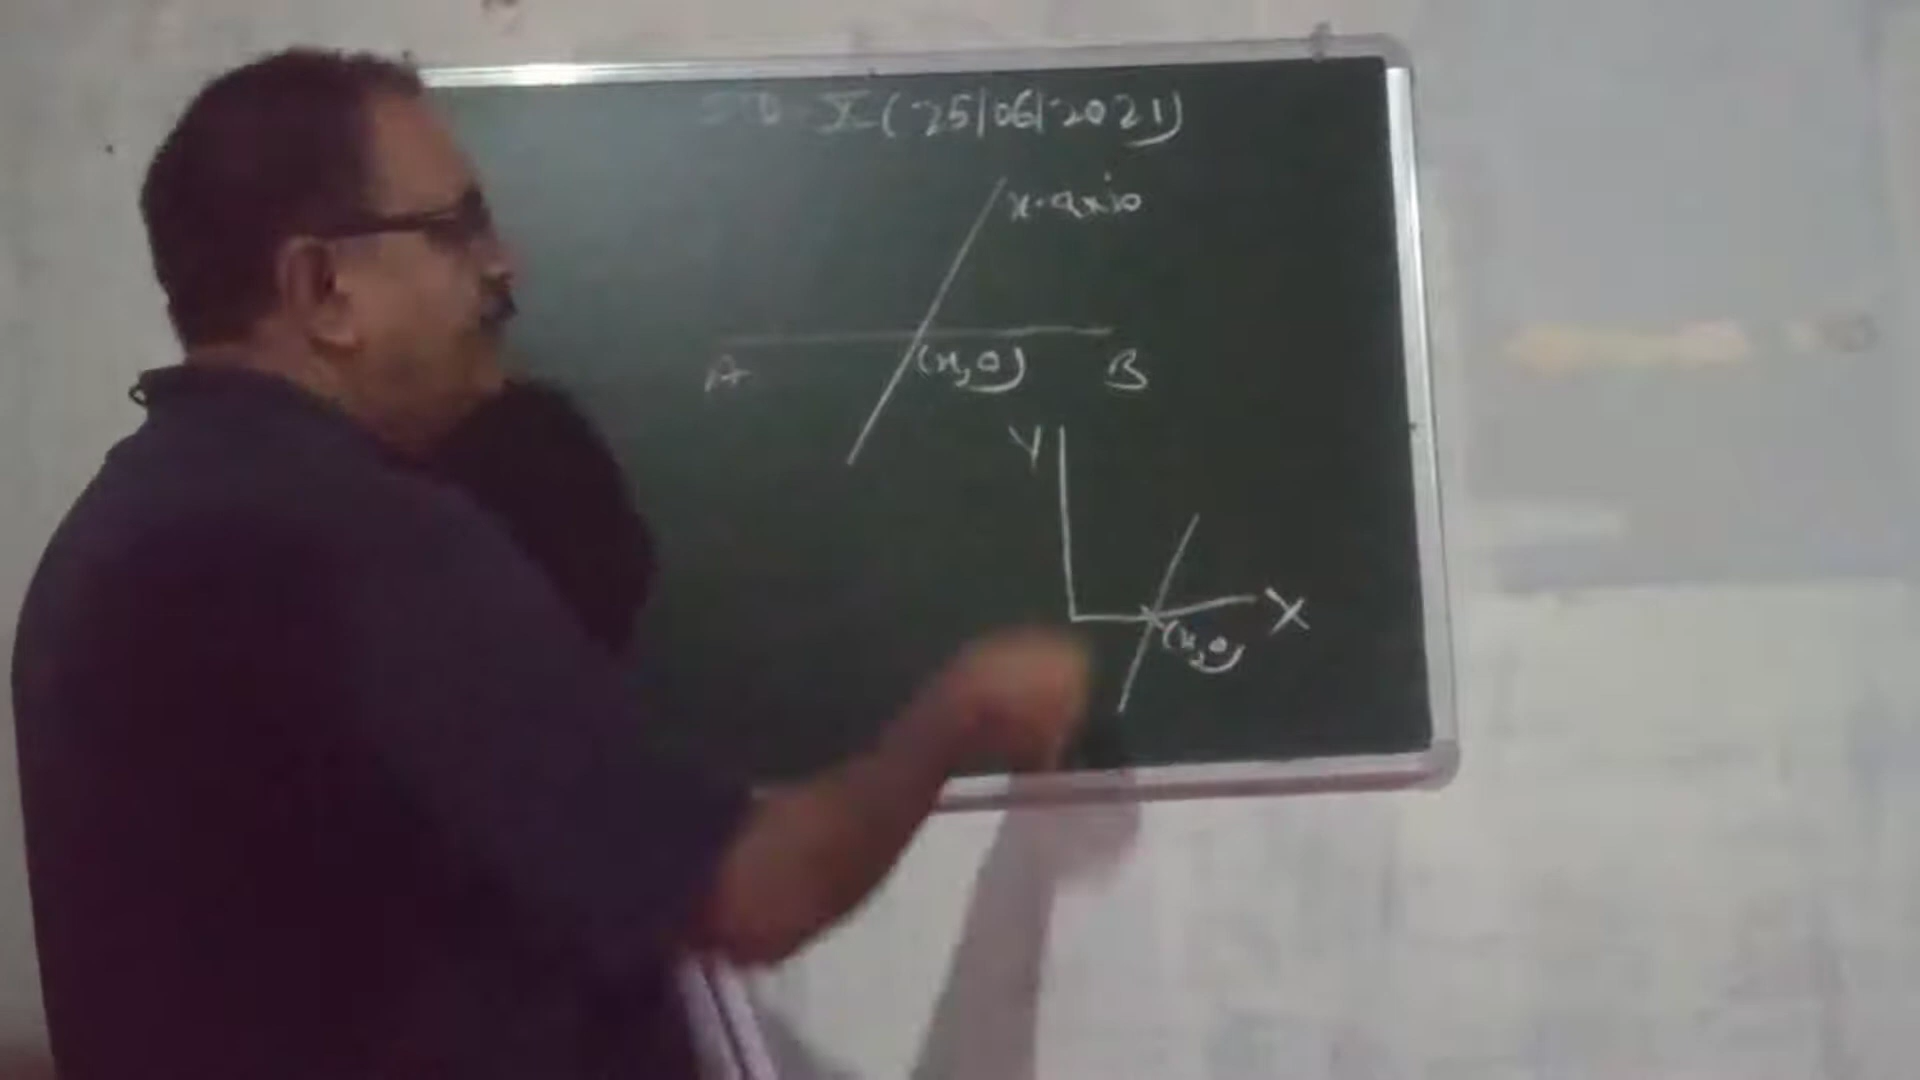 STD - X (25/06/2021)
x-axis
(x, 0)
A B
Y
X
(x, 0)